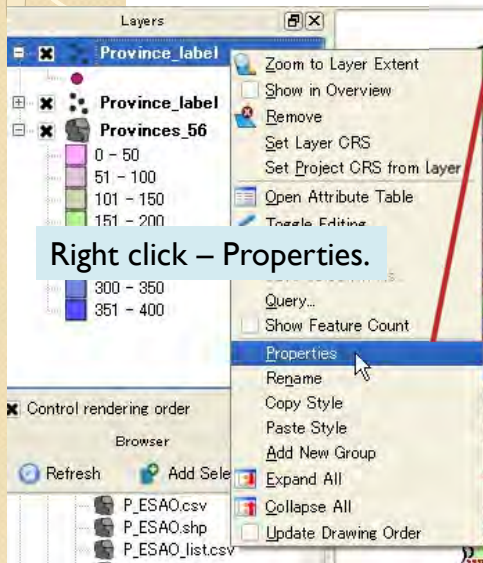 Layers
Province_label
Province_label
Provinces_56
0 - 50
51 - 100
101 - 150
151 - 200
300 - 350
351 - 400
Control rendering order
Browser
Refresh
Add Sele
P_ESAO.csv
P_ESAO.shp
P_ESAO_list.csv
Zoom to Layer Extent
Show in Overview
Remove
Set Layer CRS
Set Project CRS from Layer
Open Attribute Table
Toggle Editing
Right click – Properties.
Query...
Show Feature Count
Properties
Rename
Copy Style
Paste Style
Add New Group
Expand All
Collapse All
Update Drawing Order